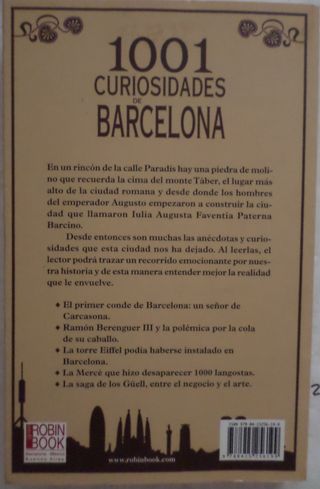 1001
CURIOSIDADES
DE
BARCELONA
En un rincón de la calle Paradís hay una piedra de moli-
no que recuerda la cima del monte Tàber, el lugar más
alto de la ciudad romana y desde donde los hombres
del emperador Augusto empezaron a construir la ciu-
dad que llamaron Iulia Augusta Faventia Paterna
Barcino.
Desde entonces son muchas las anécdotas y curio-
sidades que esta ciudad nos ha dejado. Al leerlas, el
lector podrá trazar un recorrido emocionante por nues-
tra historia y de esta manera entender mejor la realidad
que le envuelve.
El primer conde de Barcelona: un señor de
Carcasona.
Ramón Berenguer III y la polémica por la cola
de su caballo.
La torre Eiffel podía haberse instalado en
Barcelona.
La Mercè que hizo desaparecer 1000 langostas.
La saga de los Güell, entre el negocio y el arte.
ROBIN
BOOK
www.robinbook.com
2